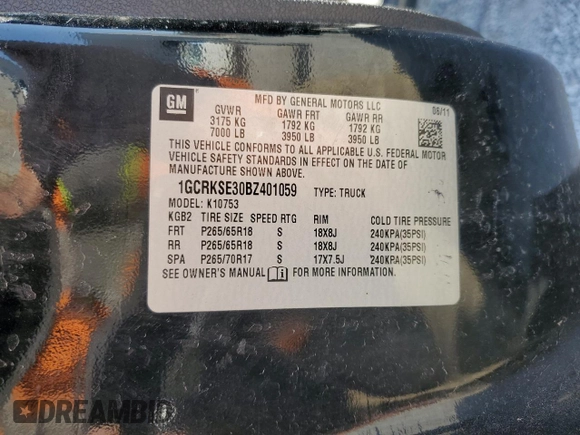 GM
MFD BY GENERAL MOTORS LLC
06/11
GVWR GAWR FRT GAWR RR
3175 KG 1792 KG 1792 KG
7000 LB 3950 LB 3950 LB
THIS VEHICLE CONFORMS TO ALL APPLICABLE U.S. FEDERAL MOTOR
VEHICLE SAFETY STANDARDS IN EFFECT ON THE DATE OF
MANUFACTURE SHOWN ABOVE.
1GCRKSE30BZ401059 TYPE: TRUCK
MODEL: K10753
KGB2 TIRE SIZE SPEED RTG RIM COLD TIRE PRESSURE
FRT P265/65R18 S 18X8J 240KPA(35PSI)
RR P265/65R18 S 18X8J 240KPA(35PSI)
SPA P265/70R17 S 17X7.5J 240KPA(35PSI)
SEE OWNER'S MANUAL FOR MORE INFORMATION
DREAMBID